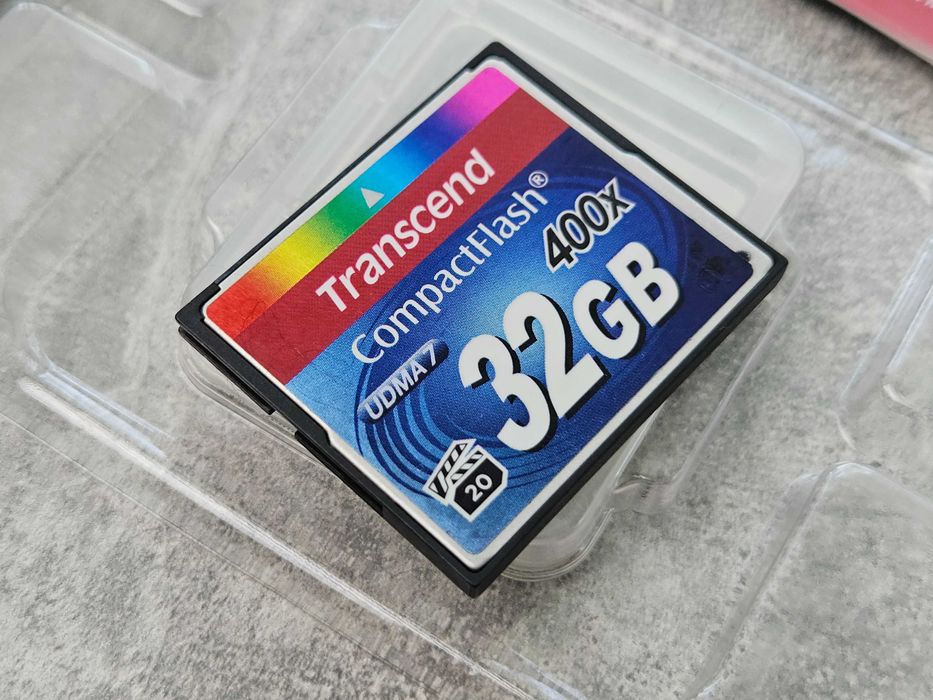 Transcend
CompactFlash®
400x
UDMA 7
32GB
20